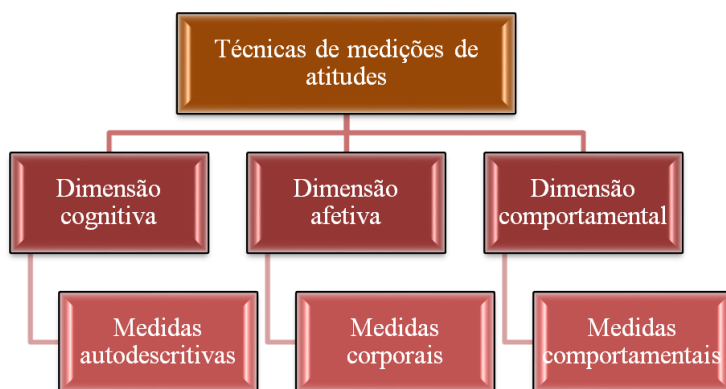 Técnicas de medições de
atitudes
Dimensão
cognitiva
Dimensão
afetiva
Dimensão
comportamental
Medidas
autodescritivas
Medidas
corporais
Medidas
comportamentais